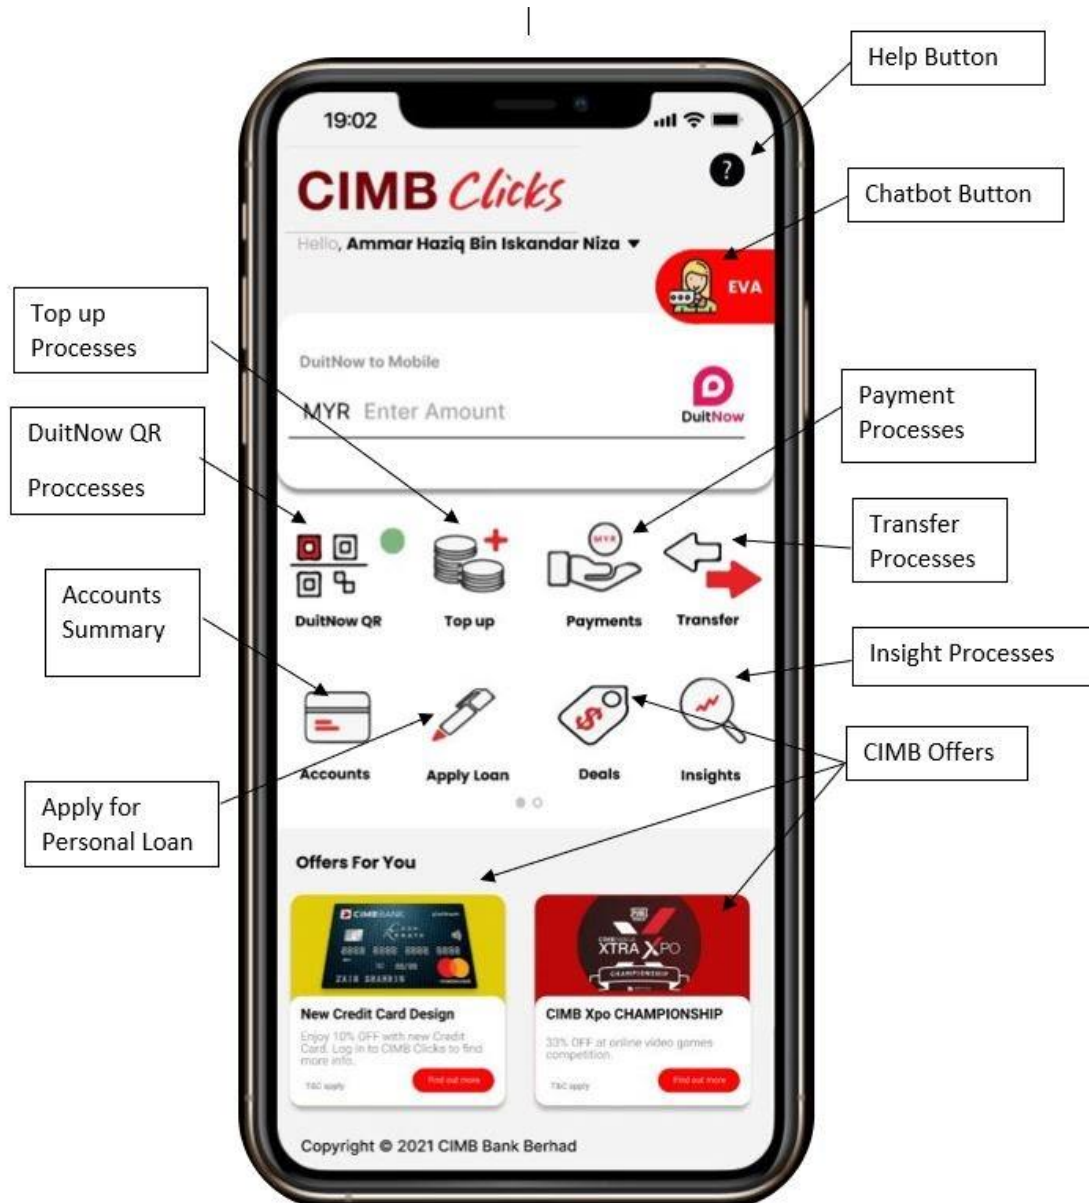 Help Button
19:02
CIMB Clicks
?
Chatbot Button
Hello, Ammar Haziq Bin Iskandar Niza
EVA
Top up
Processes
DuitNow to Mobile
MYR Enter Amount
DuitNow
Payment
Processes
DuitNow QR
Proccesses
MYR
Transfer
Processes
Accounts
Summary
DuitNow QR
Top up
Payments
Transfer
Insight Processes
CIMB Offers
Accounts
Apply Loan
Deals
Insights
Apply for
Personal Loan
Offers For You
CIMBBANK platinum
ZAIR SHAHRIN
XTRA XPO
CHAMPIONSHIP
New Credit Card Design
Enjoy 10% OFF with new Credit
Card. Log in to CIMB Clicks to find
more info.
T&C apply
Find out more
CIMB Xpo CHAMPIONSHIP
33% OFF at online video games
competition.
T&C apply
Find out more
Copyright © 2021 CIMB Bank Berhad